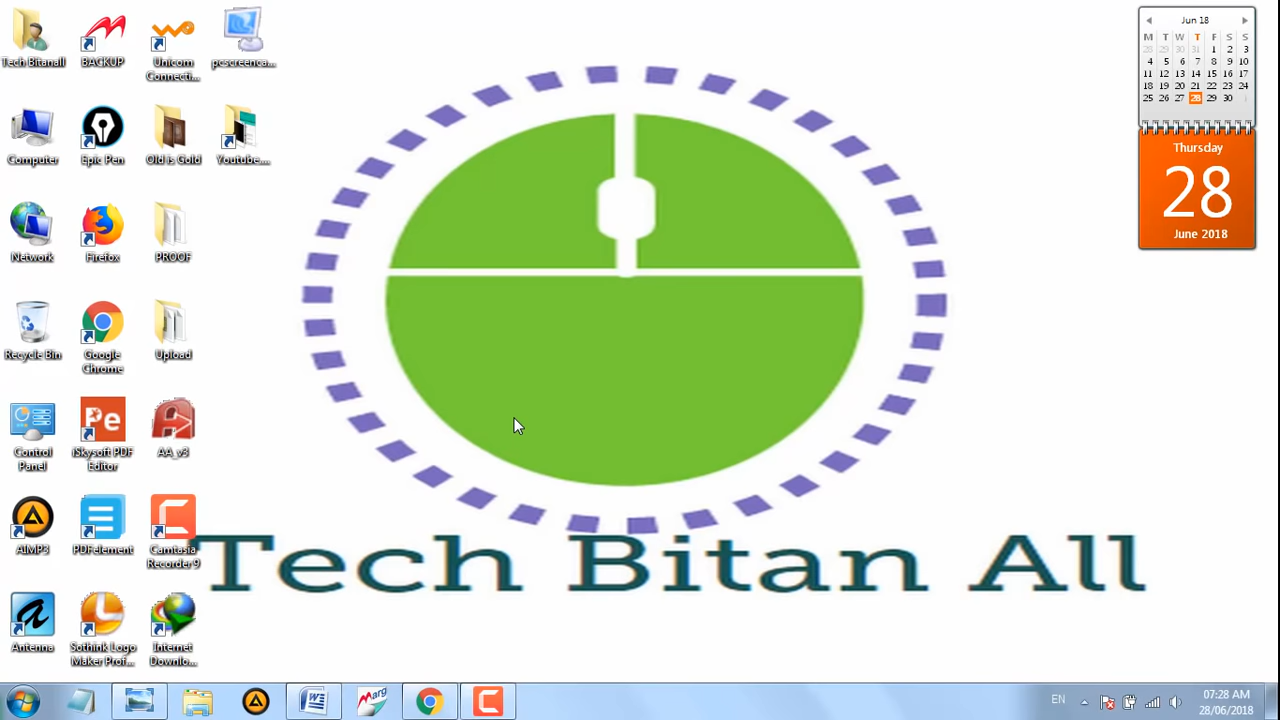 Tech Bitanall
BACKUP
Unicom
Connecti...
pcscreenca...
Computer
Epic Pen
Old is Guld
Youtube....
Network
Firefox
PROOF
Recycle Bin
Google
Chrome
Upload
Control
Panel
iSkysoft PDF
Editor
AA_v3
AIMP3
PDFelement
Camtasia
Recorder 9
Antenna
Sothink Logo
Maker Prof...
Internet
Downlo...
Tech Bitan All
Jun 18
M T W T F S S
28 29 30 31 1 2 3
4 5 6 7 8 9 10
11 12 13 14 15 16 17
18 19 20 21 22 23 24
25 26 27 28 29 30 1
Thursday
28
June 2018
Marg
EN
07:28 AM
28/06/2018